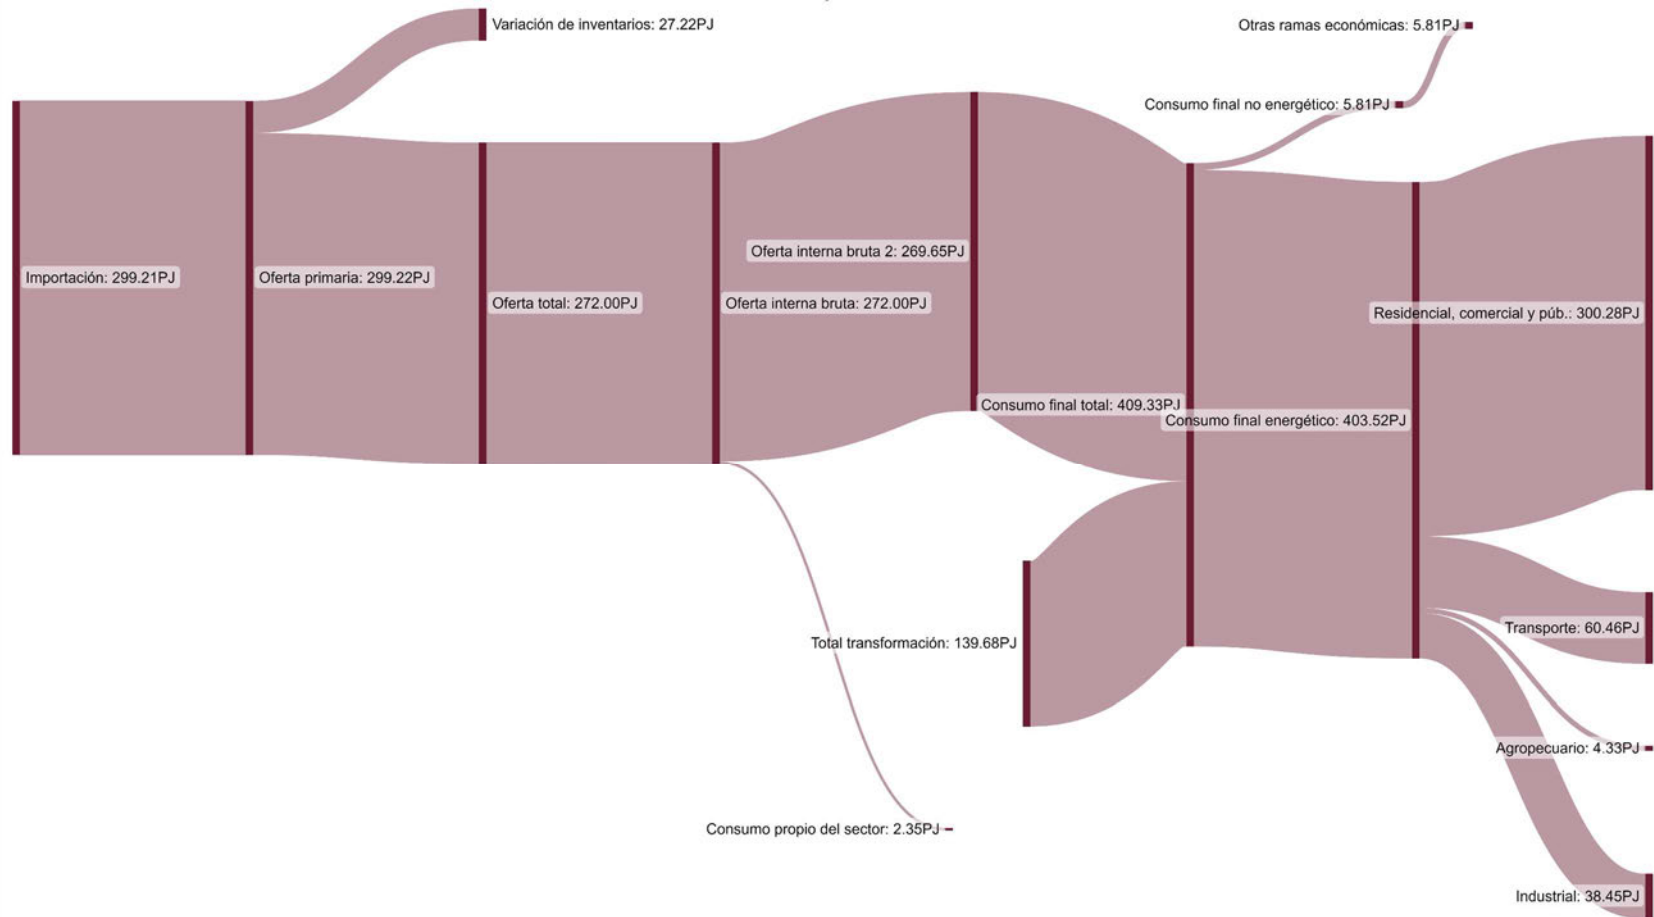 Variación de inventarios: 27.22PJ
Otras ramas económicas: 5.81PJ
Consumo final no energético: 5.81PJ
Oferta interna bruta 2: 269.65PJ
Importación: 299.21PJ
Oferta primaria: 299.22PJ
Oferta total: 272.00PJ
Oferta interna bruta: 272.00PJ
Residencial, comercial y púb.: 300.28PJ
Consumo final total: 409.33PJ
Consumo final energético: 403.52PJ
Transporte: 60.46PJ
Total transformación: 139.68PJ
Agropecuario: 4.33PJ
Consumo propio del sector: 2.35PJ
Industrial: 38.45PJ